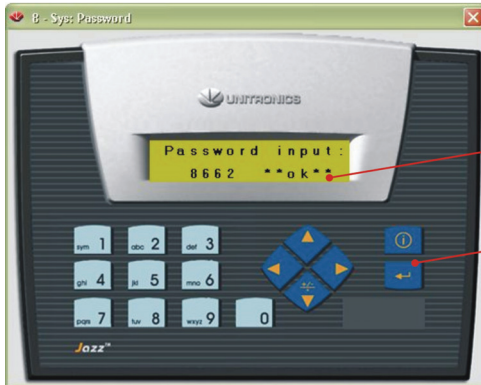 8 - Sys: Password
UNITRONICS
Password input:
8662 **ok**
sym 1 abc 2 def 3
ghi 4 jkl 5 mno 6
+/-
pqrs 7 tuv 8 wxyz 9 0
Jazz™